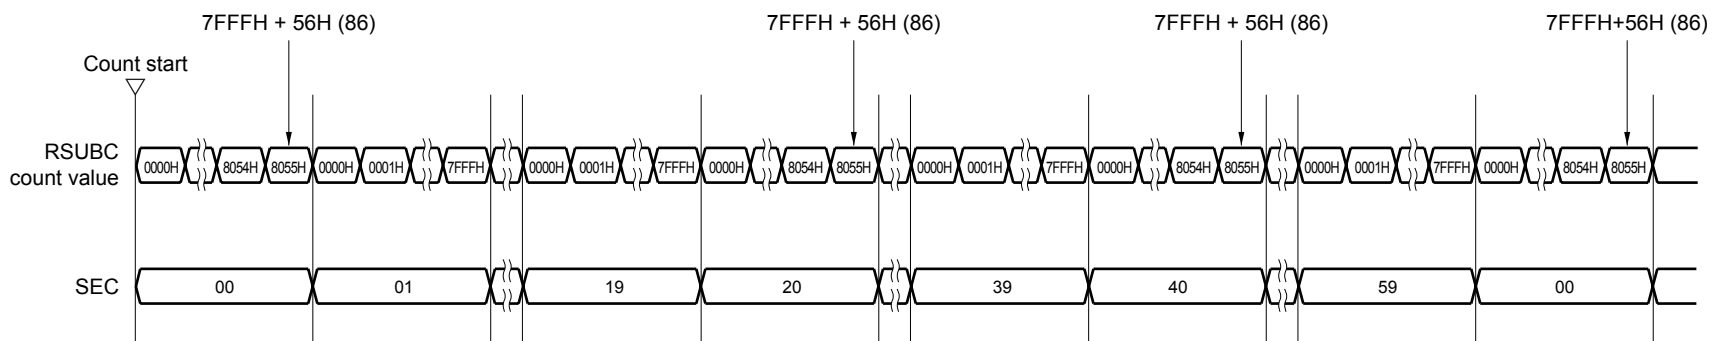 7FFFH + 56H (86) 7FFFH + 56H (86) 7FFFH + 56H (86) 7FFFH+56H (86)
Count start
RSUBC
count value
0000H 8054H 8055H 0000H 0001H 7FFFH 0000H 0001H 7FFFH 0000H 8054H 8055H 0000H 0001H 7FFFH 0000H 8054H 8055H 0000H 0001H 7FFFH 0000H 8054H 8055H
SEC 00 01 19 20 39 40 59 00